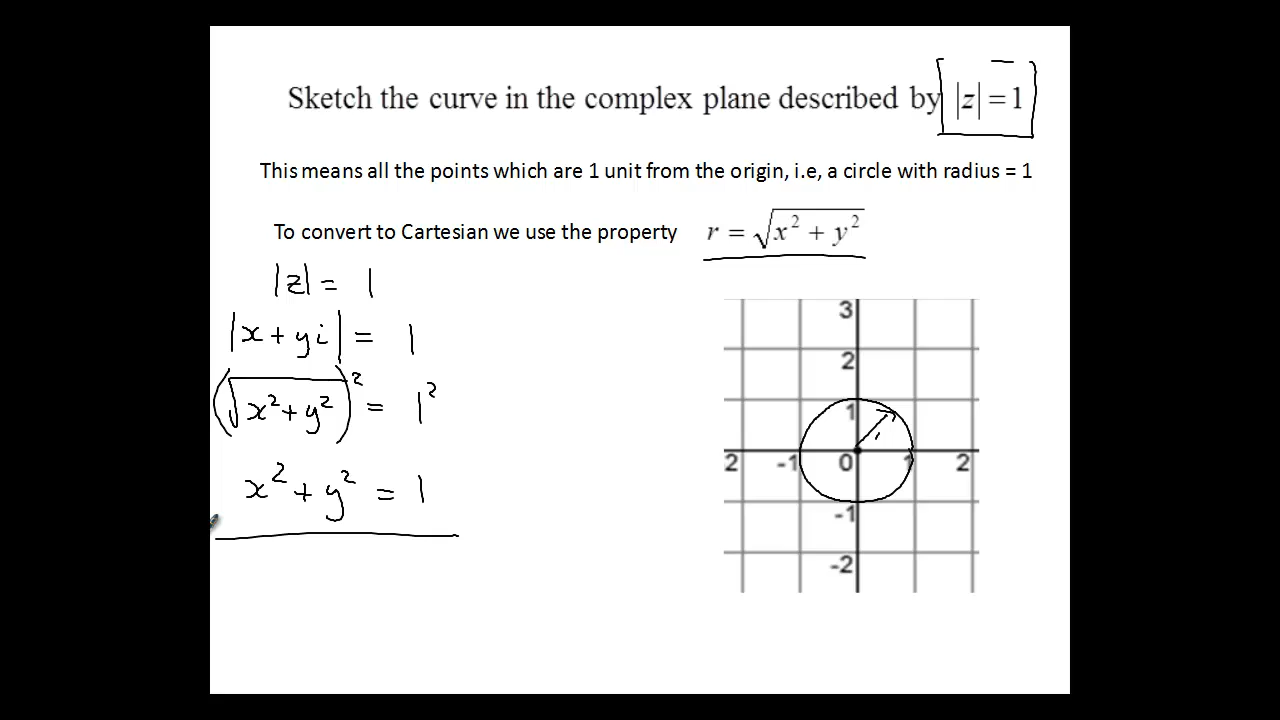 Sketch the curve in the complex plane described by |z| = 1
This means all the points which are 1 unit from the origin, i.e, a circle with radius = 1
To convert to Cartesian we use the property r = √(x² + y²)
|z| = 1
|x + yi| = 1
(√(x² + y²))² = 1²
x² + y² = 1
3
2
1
2 -1 0 1 2
-1
-2